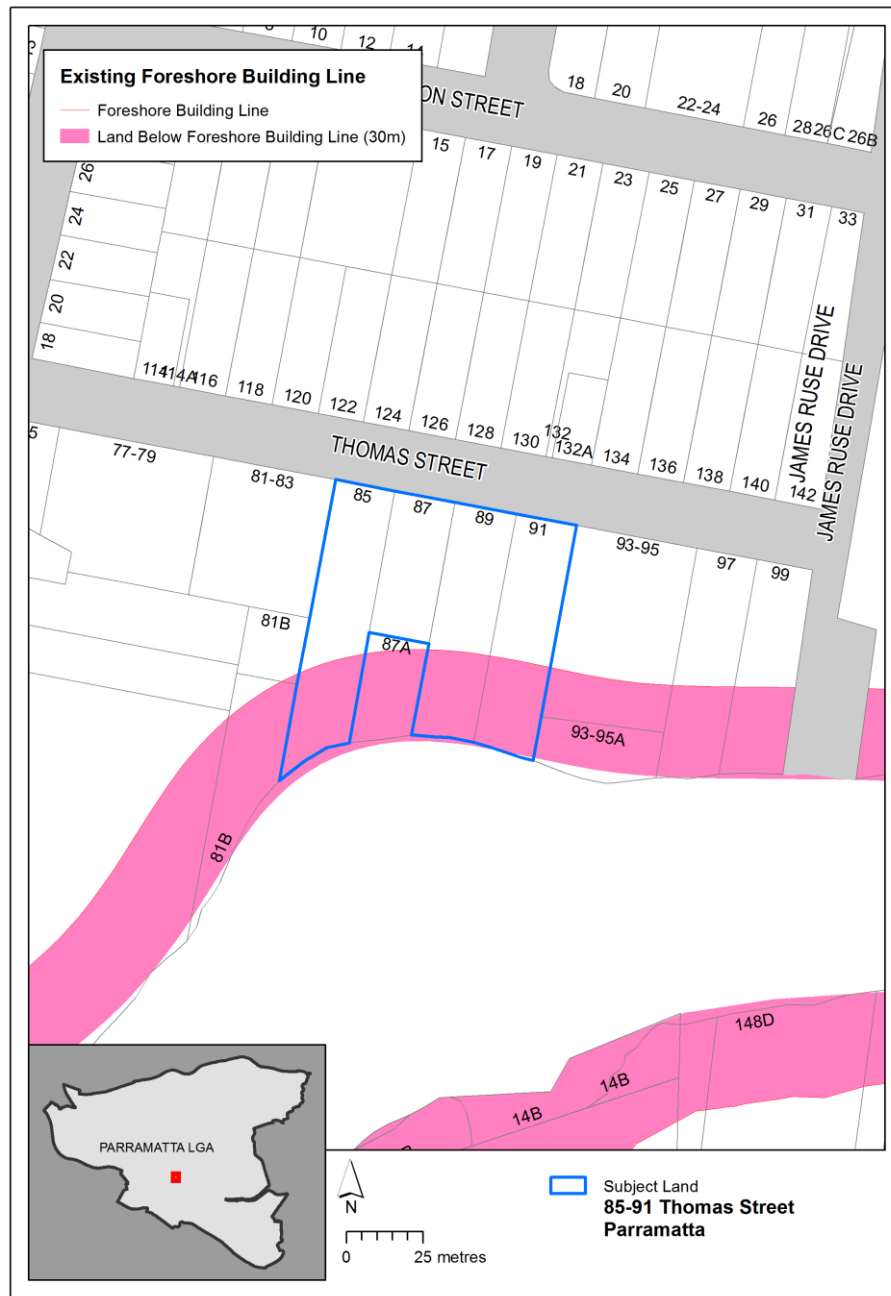 10
12
18
20
22-24
26
28
26C
26B
Existing Foreshore Building Line
Foreshore Building Line
Land Below Foreshore Building Line (30m)
ON STREET
15
17
19
21
23
25
27
29
31
33
26
24
22
20
18
JAMES RUSE DRIVE
JAMES RUSE DRIVE
114
114A
116
118
120
122
124
126
128
130
132
132A
134
136
138
140
142
THOMAS STREET
77-79
81-83
85
87
89
91
93-95
97
99
81B
87A
93-95A
81B
148D
14B
14B
PARRAMATTA LGA
N
0 25 metres
Subject Land
85-91 Thomas Street
Parramatta